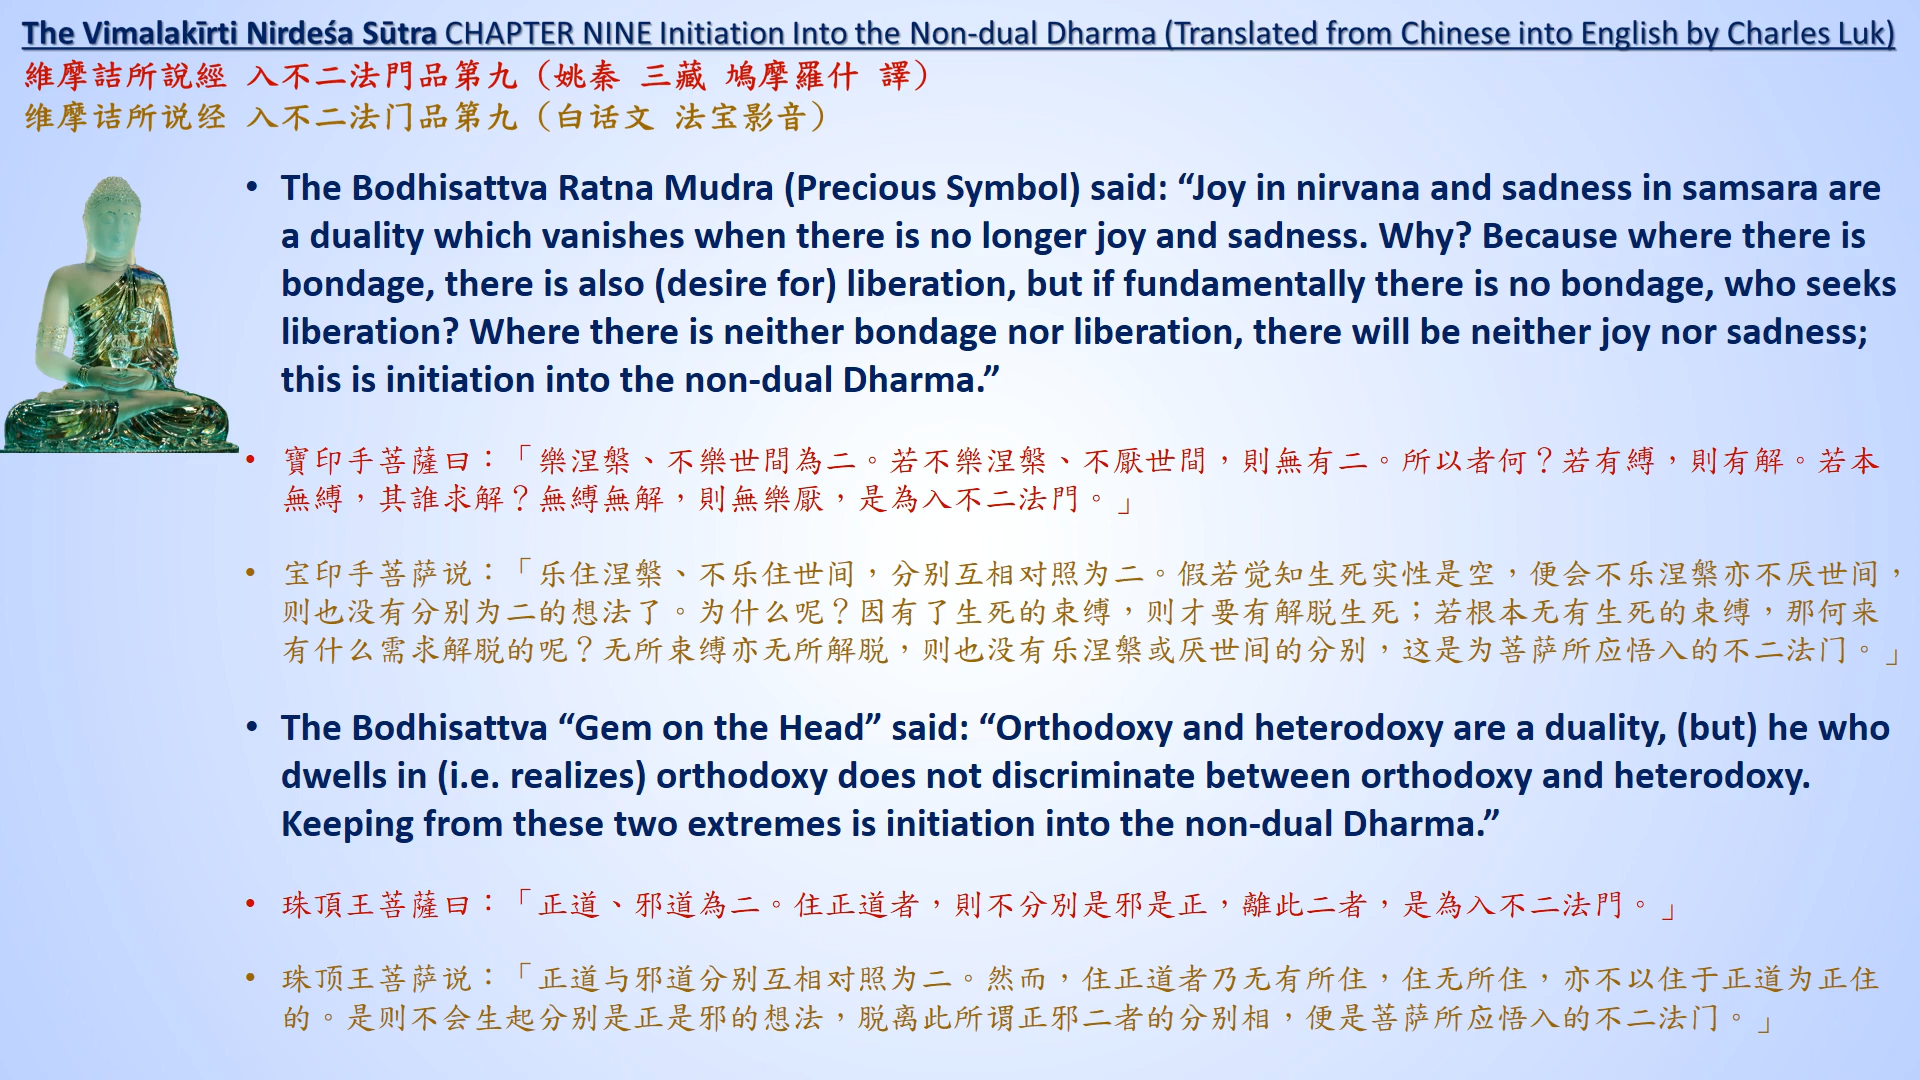 The Vimalakīrti Nirdeśa Sūtra CHAPTER NINE Initiation Into the Non-dual Dharma (Translated from Chinese into English by Charles Luk)
維摩詰所說經 入不二法門品第九（姚秦 三藏 鳩摩羅什 譯）
维摩诘所说经 入不二法门品第九（白话文 法宝影音）
• The Bodhisattva Ratna Mudra (Precious Symbol) said: “Joy in nirvana and sadness in samsara are
a duality which vanishes when there is no longer joy and sadness. Why? Because where there is
bondage, there is also (desire for) liberation, but if fundamentally there is no bondage, who seeks
liberation? Where there is neither bondage nor liberation, there will be neither joy nor sadness;
this is initiation into the non-dual Dharma.”
• 寶印手菩薩曰：「樂涅槃、不樂世間為二。若不樂涅槃、不厭世間，則無有二。所以者何？若有縛，則有解。若本
無縛，其誰求解？無縛無解，則無樂厭，是為入不二法門。」
• 宝印手菩萨说：「乐住涅槃、不乐住世间，分别互相对照为二。假若觉知生死实性是空，便会不乐涅槃亦不厌世间，
则也没有分别为二的想法了。为什么呢？因有了生死的束缚，则才要有解脱生死；若根本无有生死的束缚，那何来
有什么需求解脱的呢？无所束缚亦无所解脱，则也没有乐涅槃或厌世间的分别，这是为菩萨所应悟入的不二法门。」
• The Bodhisattva “Gem on the Head” said: “Orthodoxy and heterodoxy are a duality, (but) he who
dwells in (i.e. realizes) orthodoxy does not discriminate between orthodoxy and heterodoxy.
Keeping from these two extremes is initiation into the non-dual Dharma.”
• 珠頂王菩薩曰：「正道、邪道為二。住正道者，則不分別是邪是正，離此二者，是為入不二法門。」
• 珠顶王菩萨说：「正道与邪道分别互相对照为二。然而，住正道者乃无有所住，住无所住，亦不以住于正道为正住
的。是则不会生起分别是正是邪的想法，脱离此所谓正邪二者的分别相，便是菩萨所应悟入的不二法门。」